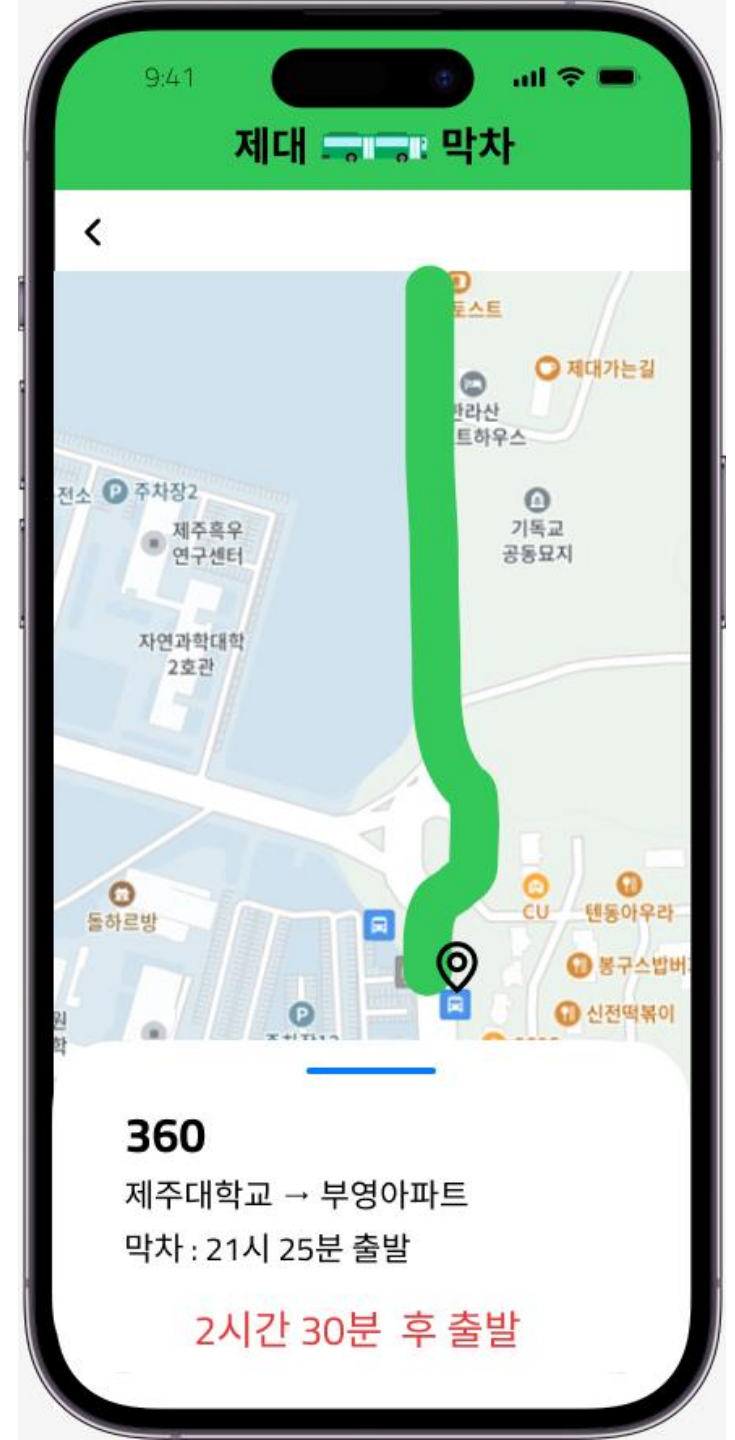 9:41
제대 막차
토스트
제대가는길
한라산
트하우스
전소
주차장2
제주흑우
연구센터
기독교
공동묘지
자연과학대학
2호관
돌하르방
CU
텐동아우라
봉구스밥버
신전떡볶이
원
학
360
제주대학교 → 부영아파트
막차 : 21시 25분 출발
2시간 30분 후 출발